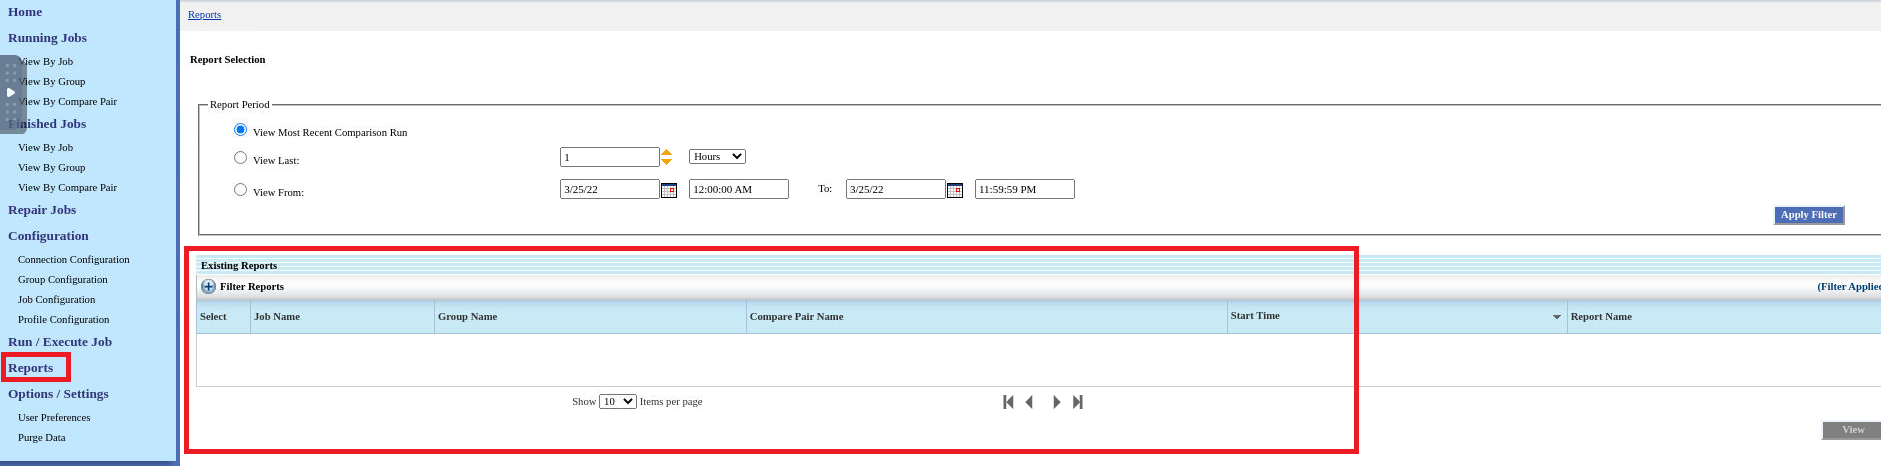 Home
Running Jobs
View By Job
View By Group
View By Compare Pair
Finished Jobs
View By Job
View By Group
View By Compare Pair
Repair Jobs
Configuration
Connection Configuration
Group Configuration
Job Configuration
Profile Configuration
Run / Execute Job
Reports
Options / Settings
User Preferences
Purge Data
Reports
Report Selection
Report Period
View Most Recent Comparison Run
View Last: 1 Hours
View From: 3/25/22 12:00:00 AM To: 3/25/22 11:59:59 PM
Apply Filter
Existing Reports
Filter Reports (Filter Applied
Select Job Name Group Name Compare Pair Name Start Time Report Name
Show 10 Items per page
View